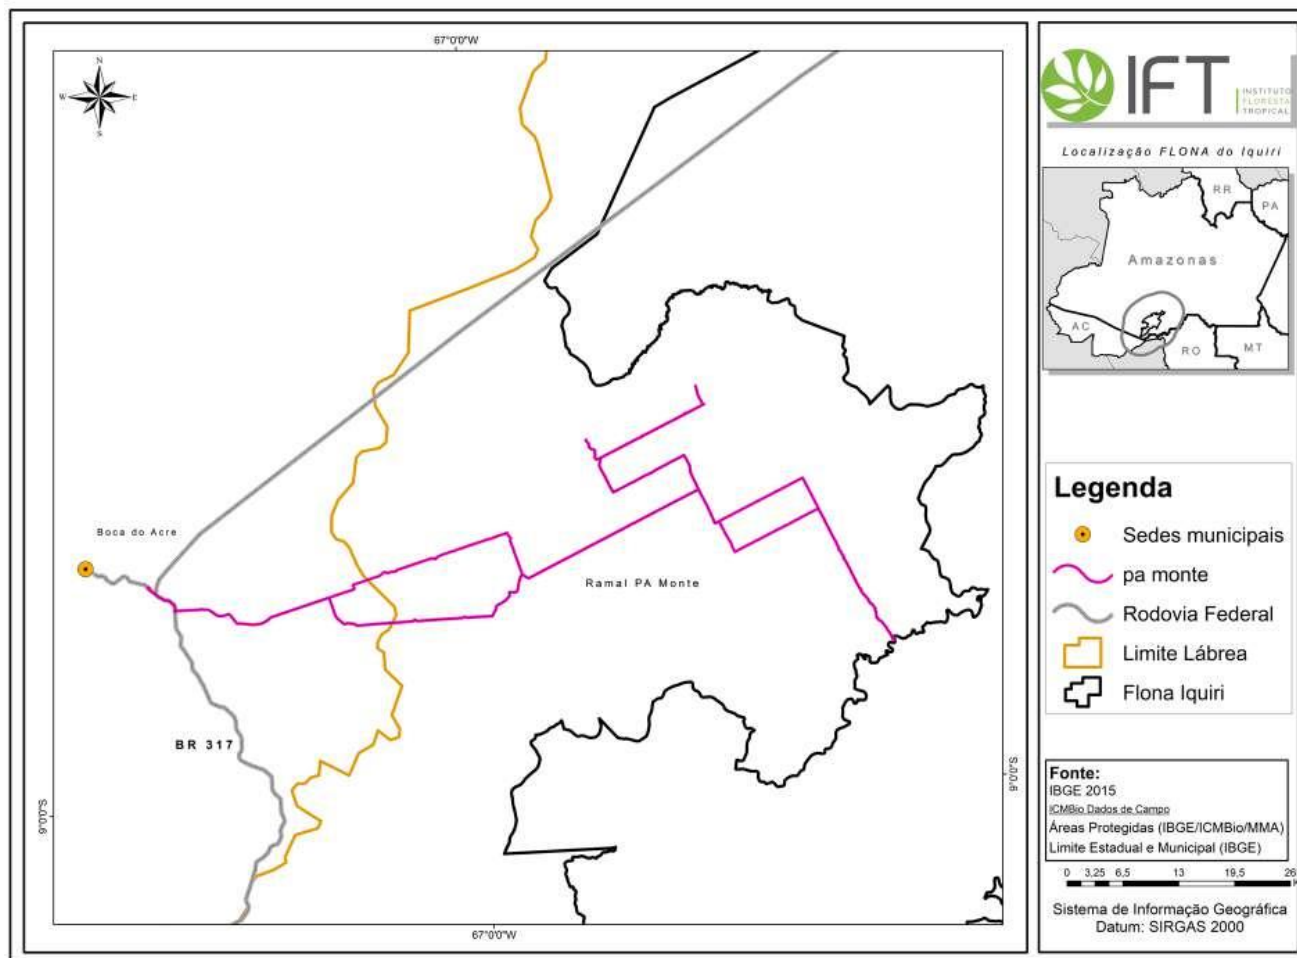 67°0'0"W
N
W
E
S
Boca do Acre
Ramal PA Monte
BR 317
9°0'0"S
9°0'0"S
67°0'0"W
IFT
INSTITUTO
FLORESTA
TROPICAL
Localização FLONA do Iquiri
RR
PA
Amazonas
AC
RO
MT
Legenda
Sedes municipais
pa monte
Rodovia Federal
Limite Lábrea
Flona Iquiri
Fonte:
IBGE 2015
ICMBio Dados de Campo
Áreas Protegidas (IBGE/ICMBio/MMA)
Limite Estadual e Municipal (IBGE)
0 3,25 6,5 13 19,5 26
Sistema de Informação Geográfica
Datum: SIRGAS 2000